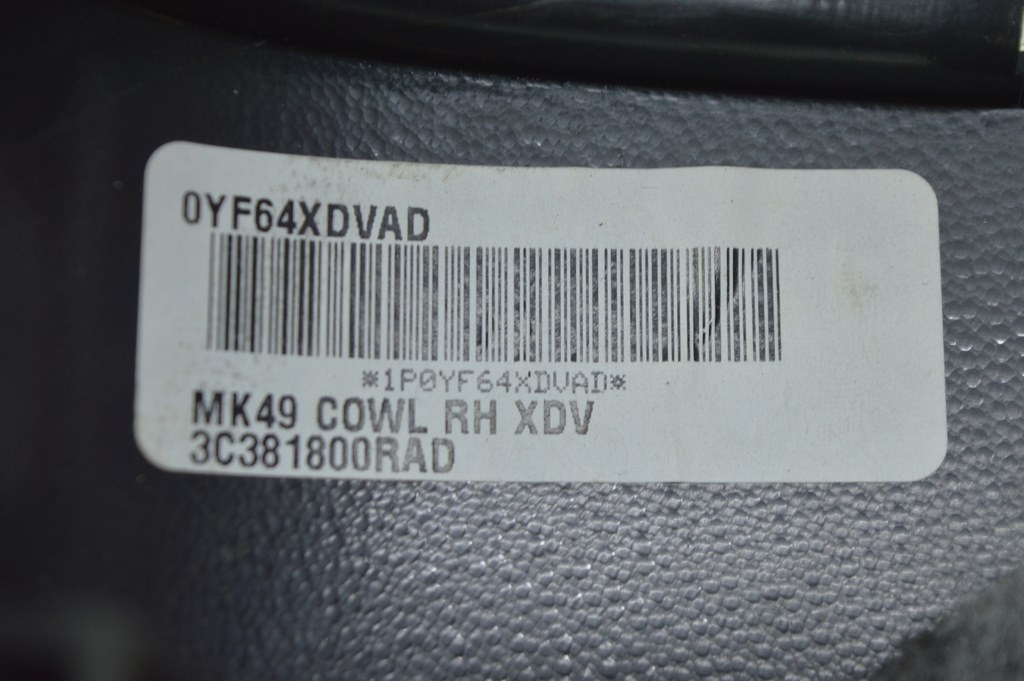 0YF64XDVAD
*1P0YF64XDVAD*
MK49 COWL RH XDV
3C381800RAD